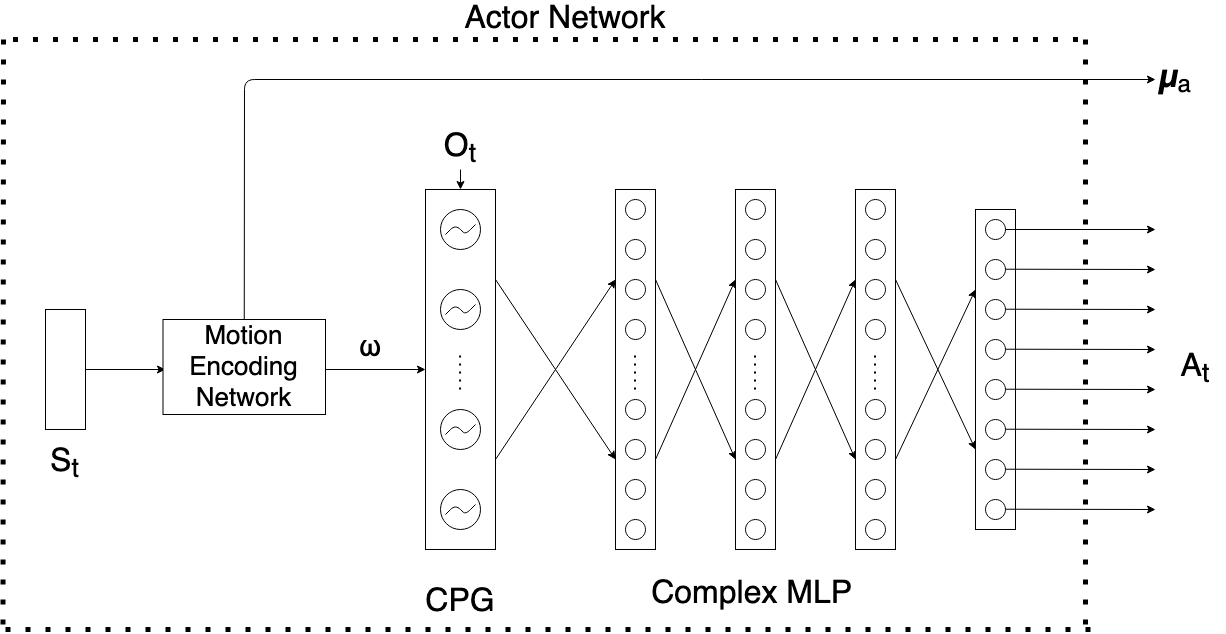 Actor Network
μa
Ot
Motion
Encoding
Network
ω
At
St
CPG
Complex MLP